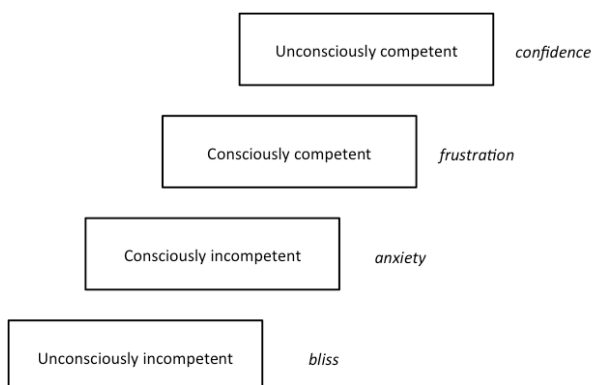 Unconsciously competent confidence
Consciously competent frustration
Consciously incompetent anxiety
Unconsciously incompetent bliss